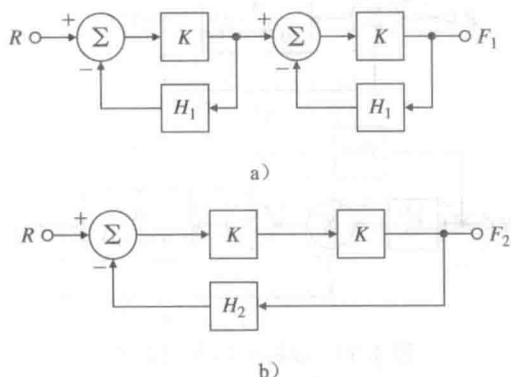 R + Σ K + Σ K F₁
− −
H₁ H₁
a)
R + Σ K K F₂
−
H₂
b)